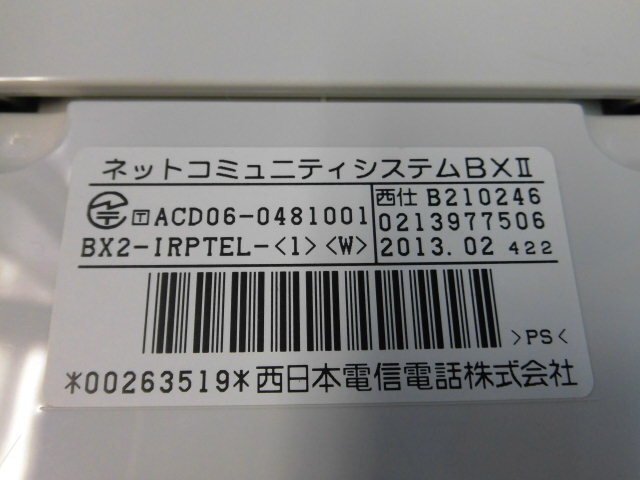 ネットコミュニティシステムBXⅡ
T ACD06-0481001
西仕 B210246
0213977506
BX2-IRPTEL-<1><W>
2013.02 422
>PS<
*00263519*西日本電信電話株式会社